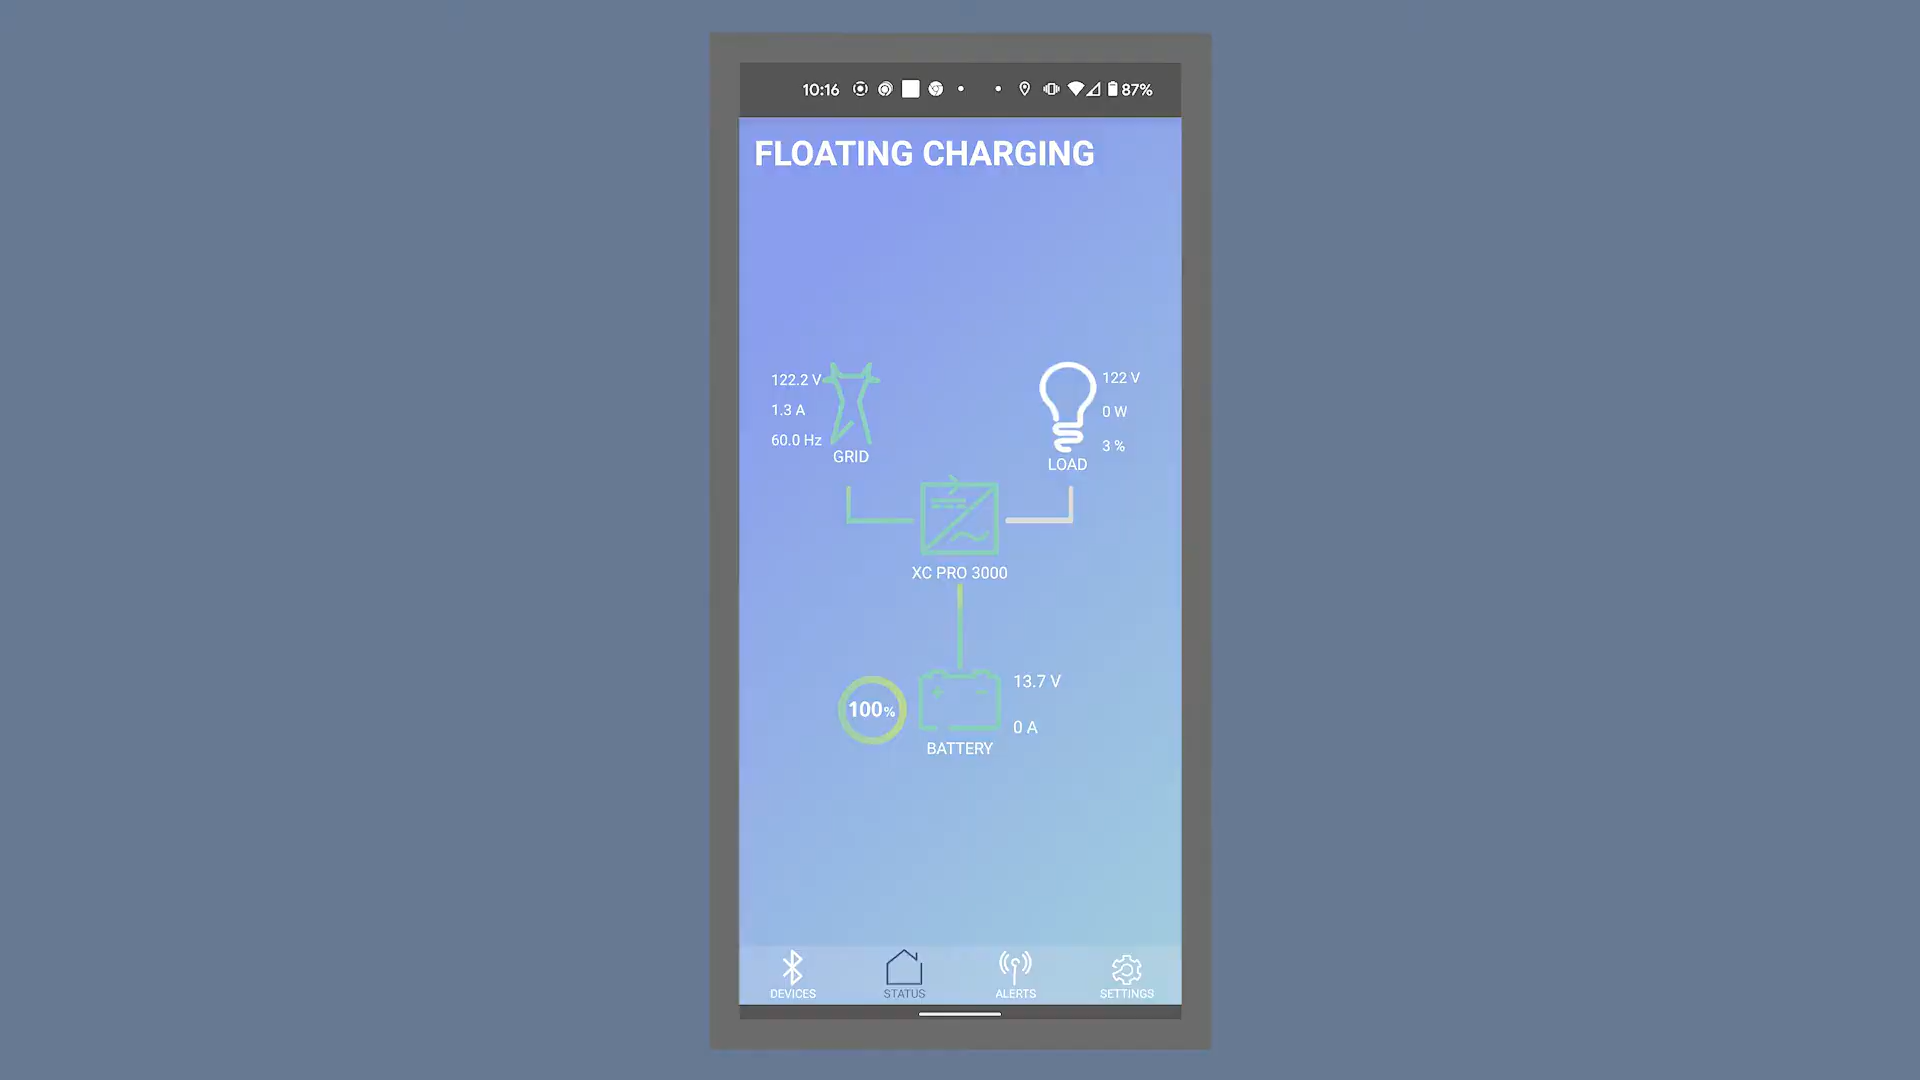 10:16 87%
FLOATING CHARGING
122.2 V
1.3 A
60.0 Hz
GRID
122 V
0 W
3 %
LOAD
XC PRO 3000
100%
13.7 V
0 A
BATTERY
DEVICES STATUS ALERTS SETTINGS